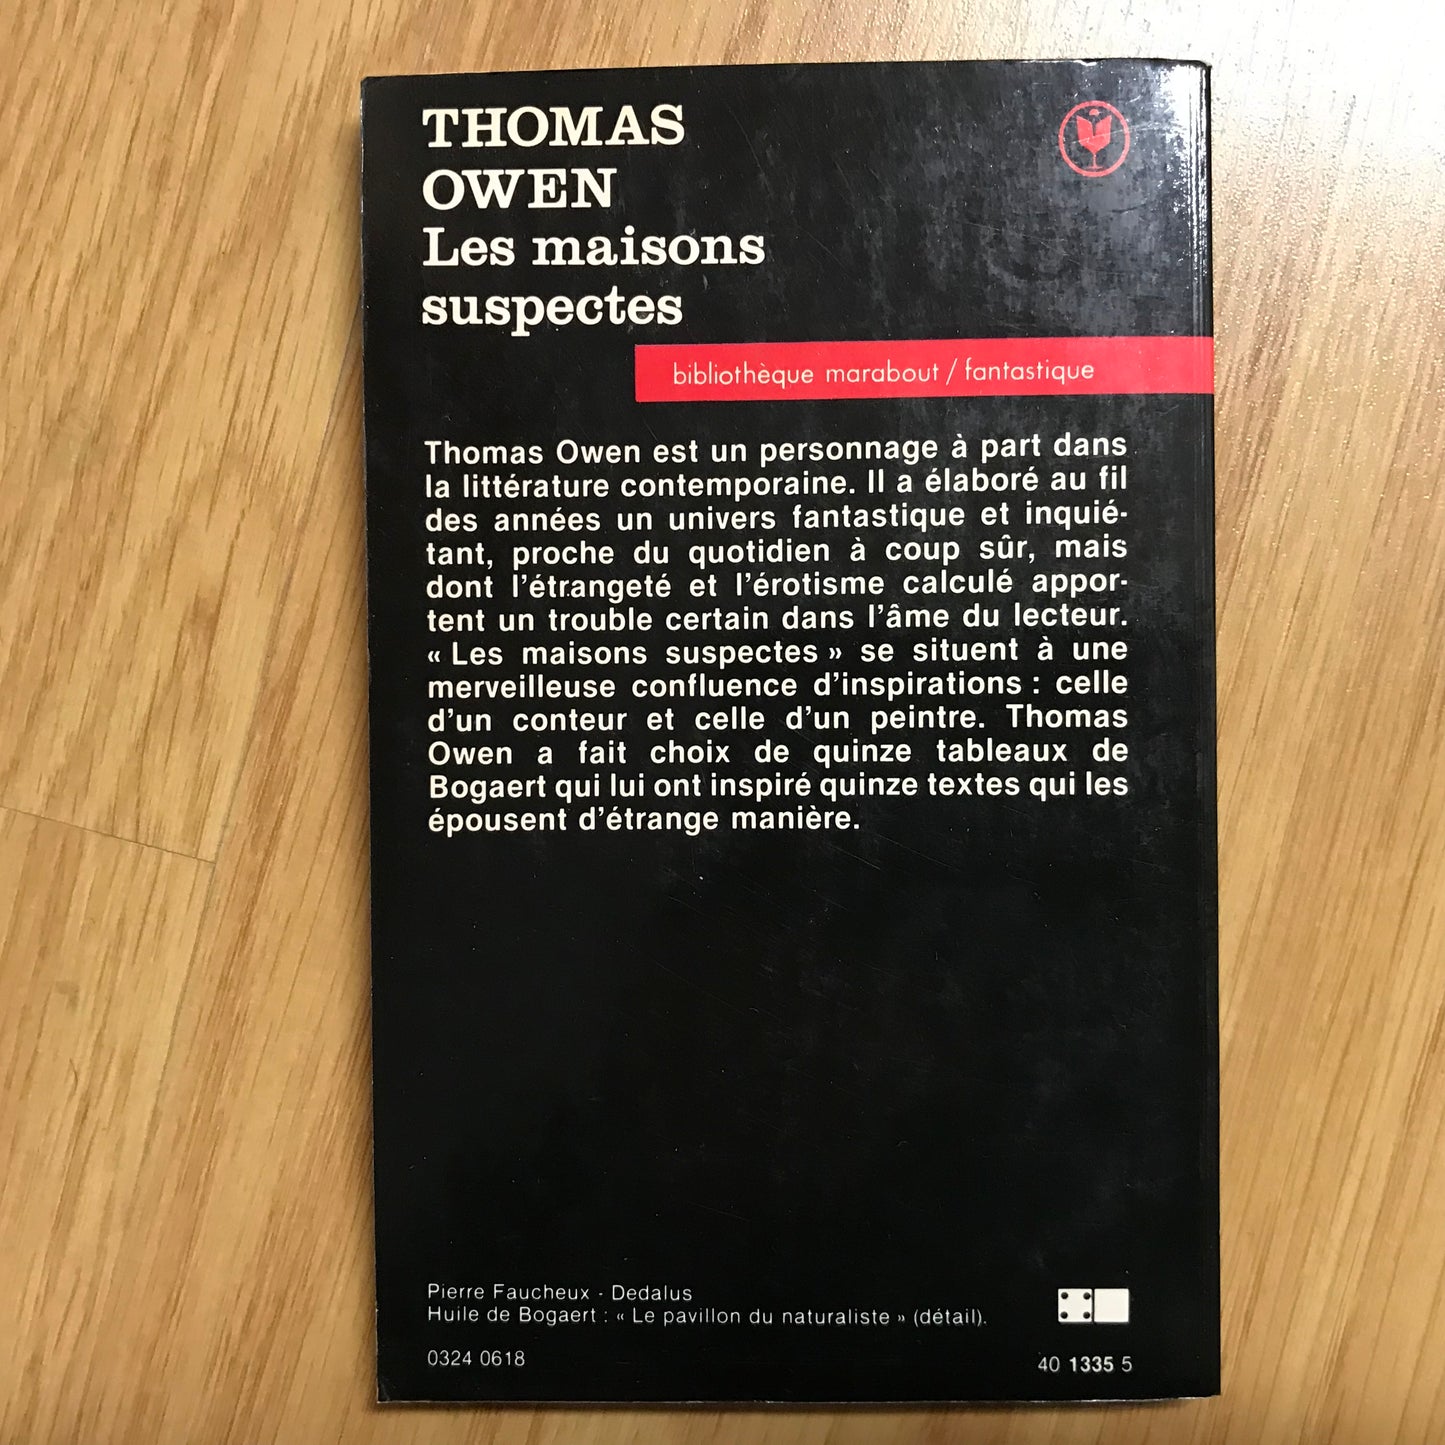 THOMAS
OWEN
Les maisons
suspectes
bibliothèque marabout / fantastique
Thomas Owen est un personnage à part dans
la littérature contemporaine. Il a élaboré au fil
des années un univers fantastique et inquié-
tant, proche du quotidien à coup sûr, mais
dont l'étrangeté et l'érotisme calculé appor-
tent un trouble certain dans l'âme du lecteur.
« Les maisons suspectes » se situent à une
merveilleuse confluence d'inspirations : celle
d'un conteur et celle d'un peintre. Thomas
Owen a fait choix de quinze tableaux de
Bogaert qui lui ont inspiré quinze textes qui les
épousent d'étrange manière.
Pierre Faucheux - Dedalus
Huile de Bogaert : « Le pavillon du naturaliste » (détail).
0324 0618
40 1335 5